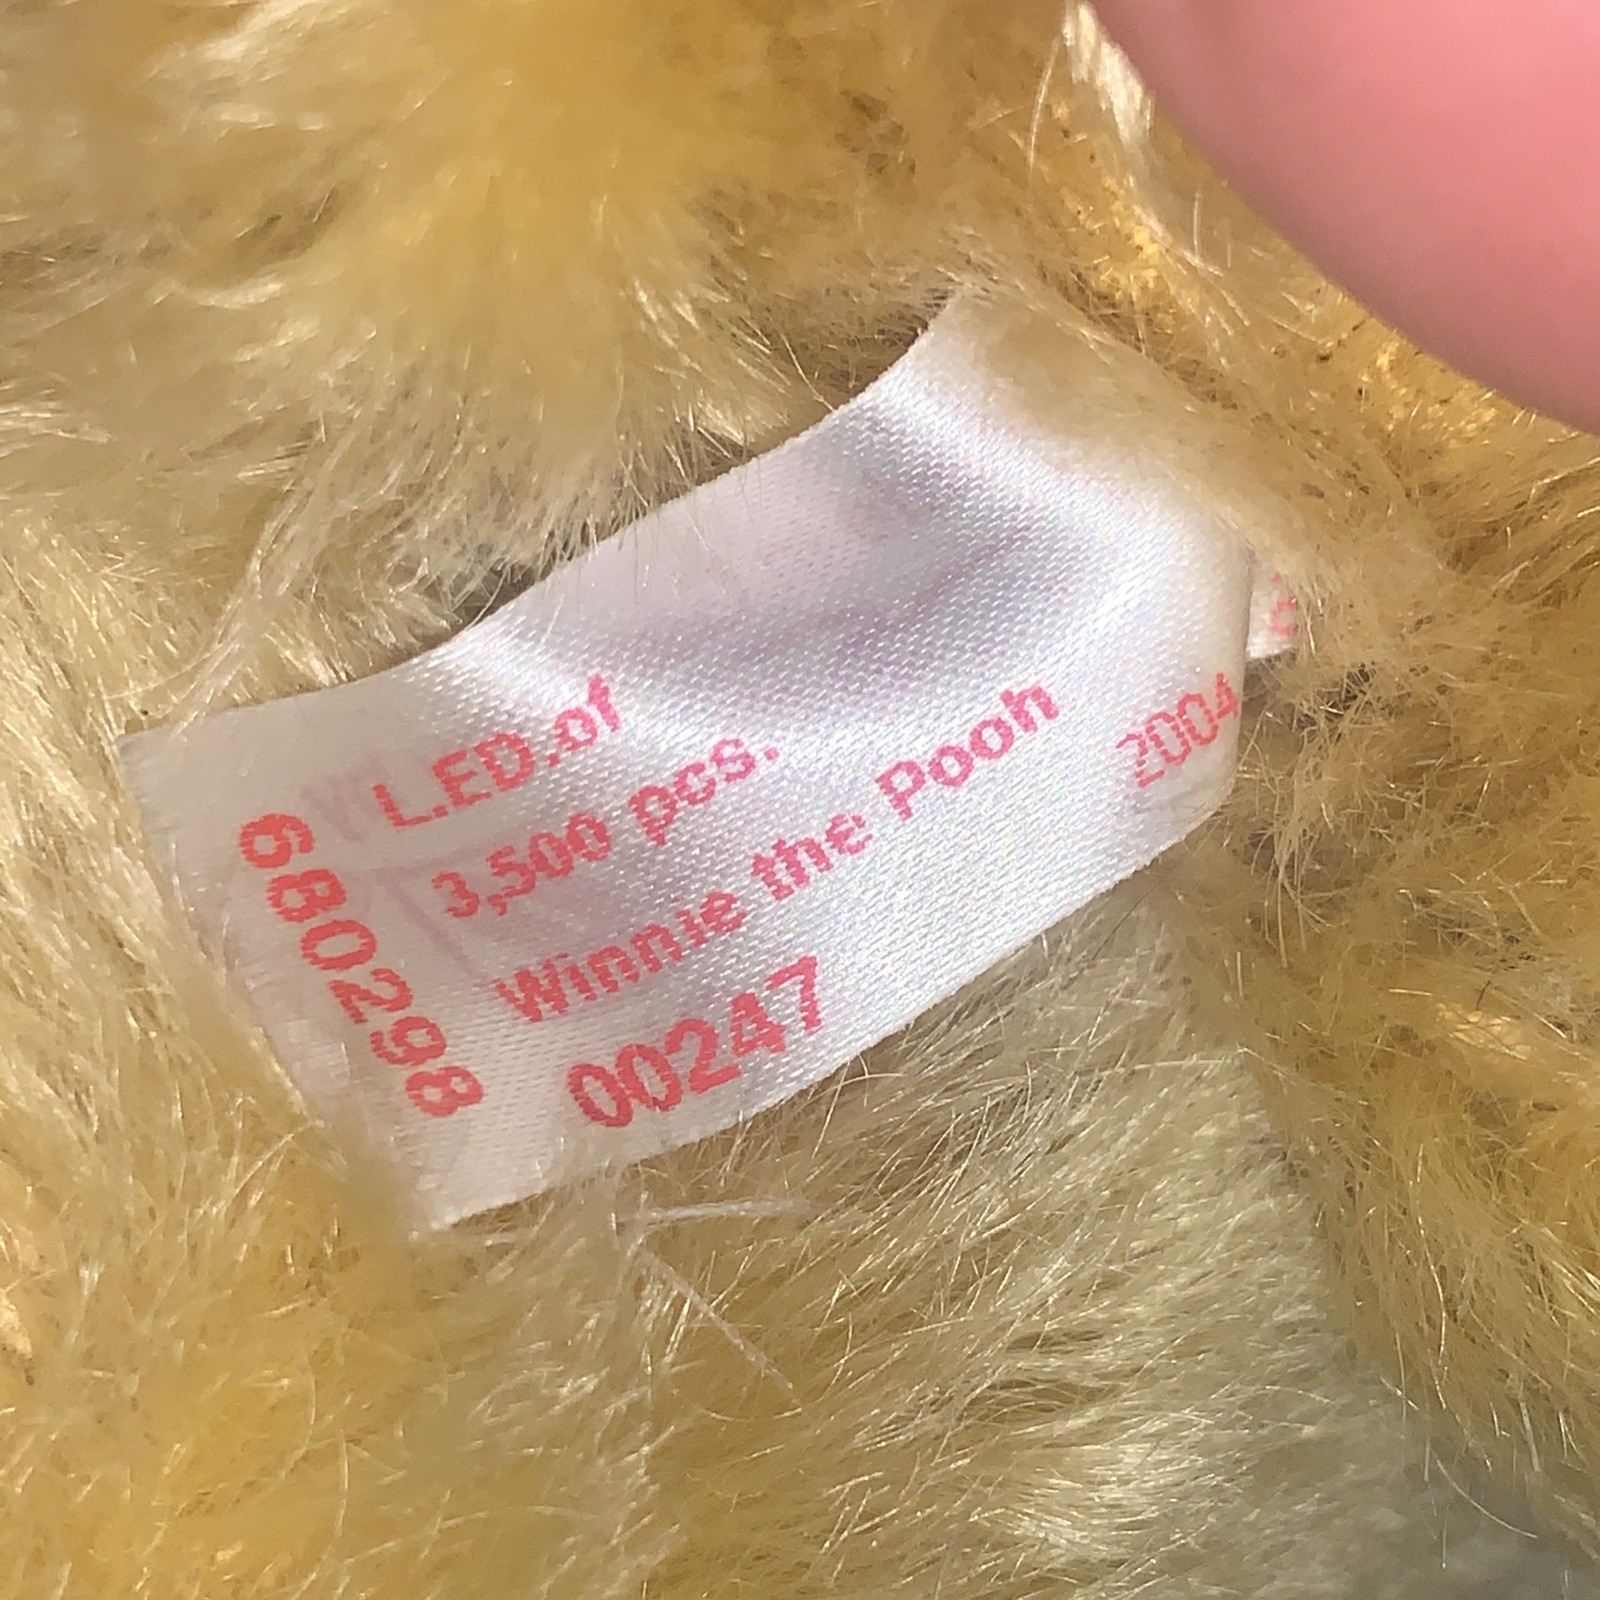 L.ED.of
3,500 pcs.
Winnie the Pooh
00247
2004
680298